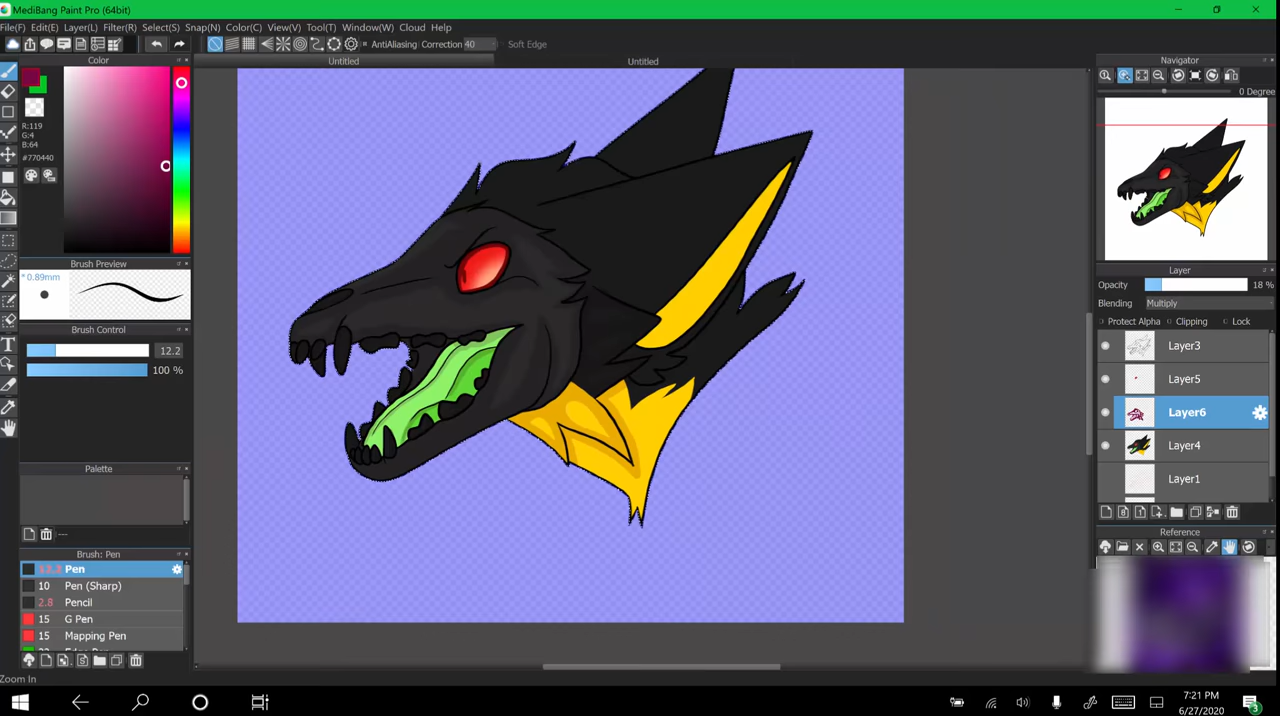 MediBang Paint Pro (64bit)
File(F) Edit(E) Layer(L) Filter(R) Select(S) Snap(N) Color(C) View(V) Tool(T) Window(W) Cloud Help
AntiAliasing Correction 40 Soft Edge
Untitled Untitled
Color
R:119
G:4
B:64
#770440
Brush Preview
* 0.89mm
Brush Control
12.2
100 %
Palette
---
Brush: Pen
Pen
10 Pen (Sharp)
2.8 Pencil
15 G Pen
15 Mapping Pen
Zoom In
Navigator
0 Degree
Layer
Opacity 18 %
Blending Multiply
Protect Alpha Clipping Lock
Layer3
Layer5
Layer6
Layer4
Layer1
Reference
7:21 PM
6/27/2020
3